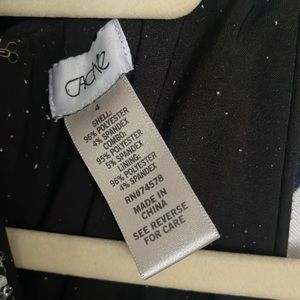 CACHE
4
SHELL:
96% POLYESTER
4% SPANDEX
COMBO:
95% POLYESTER
5% SPANDEX
LINING:
96% POLYESTER
4% SPANDEX
RN#74578
MADE IN
CHINA
SEE REVERSE
FOR CARE